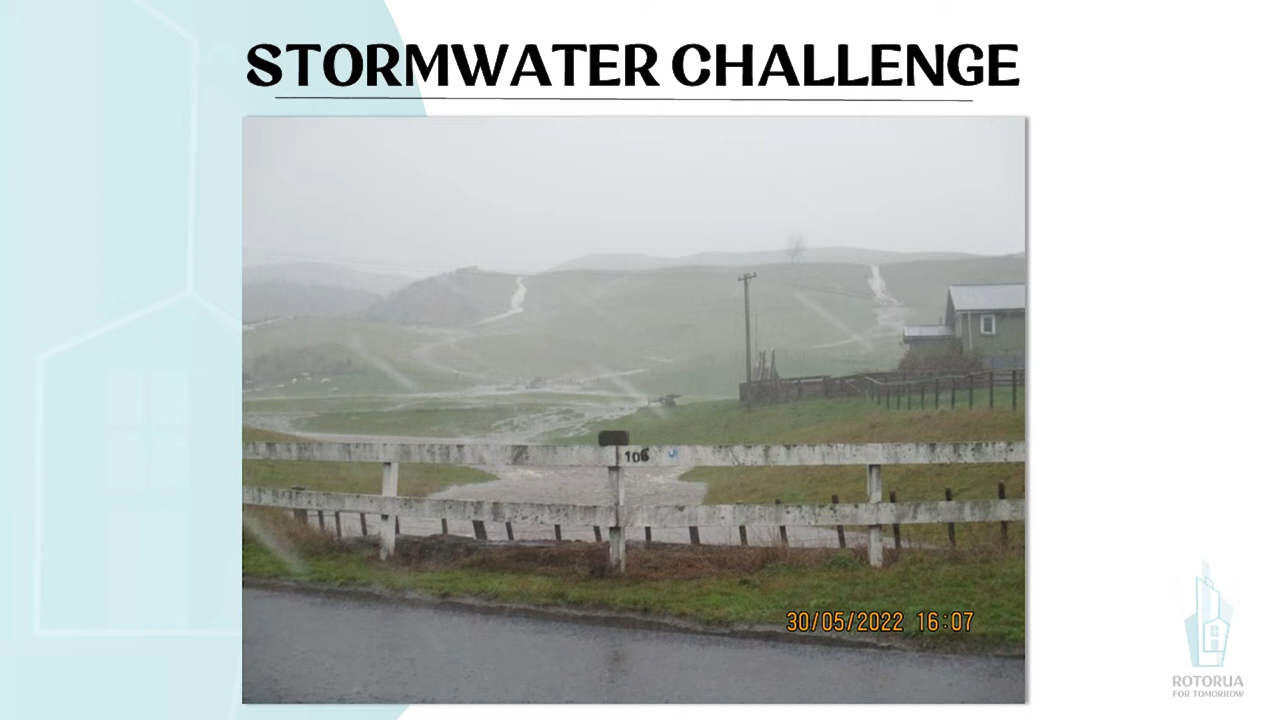 STORMWATER CHALLENGE
106
30/05/2022 16:07
ROTORUA
FOR TOMORROW